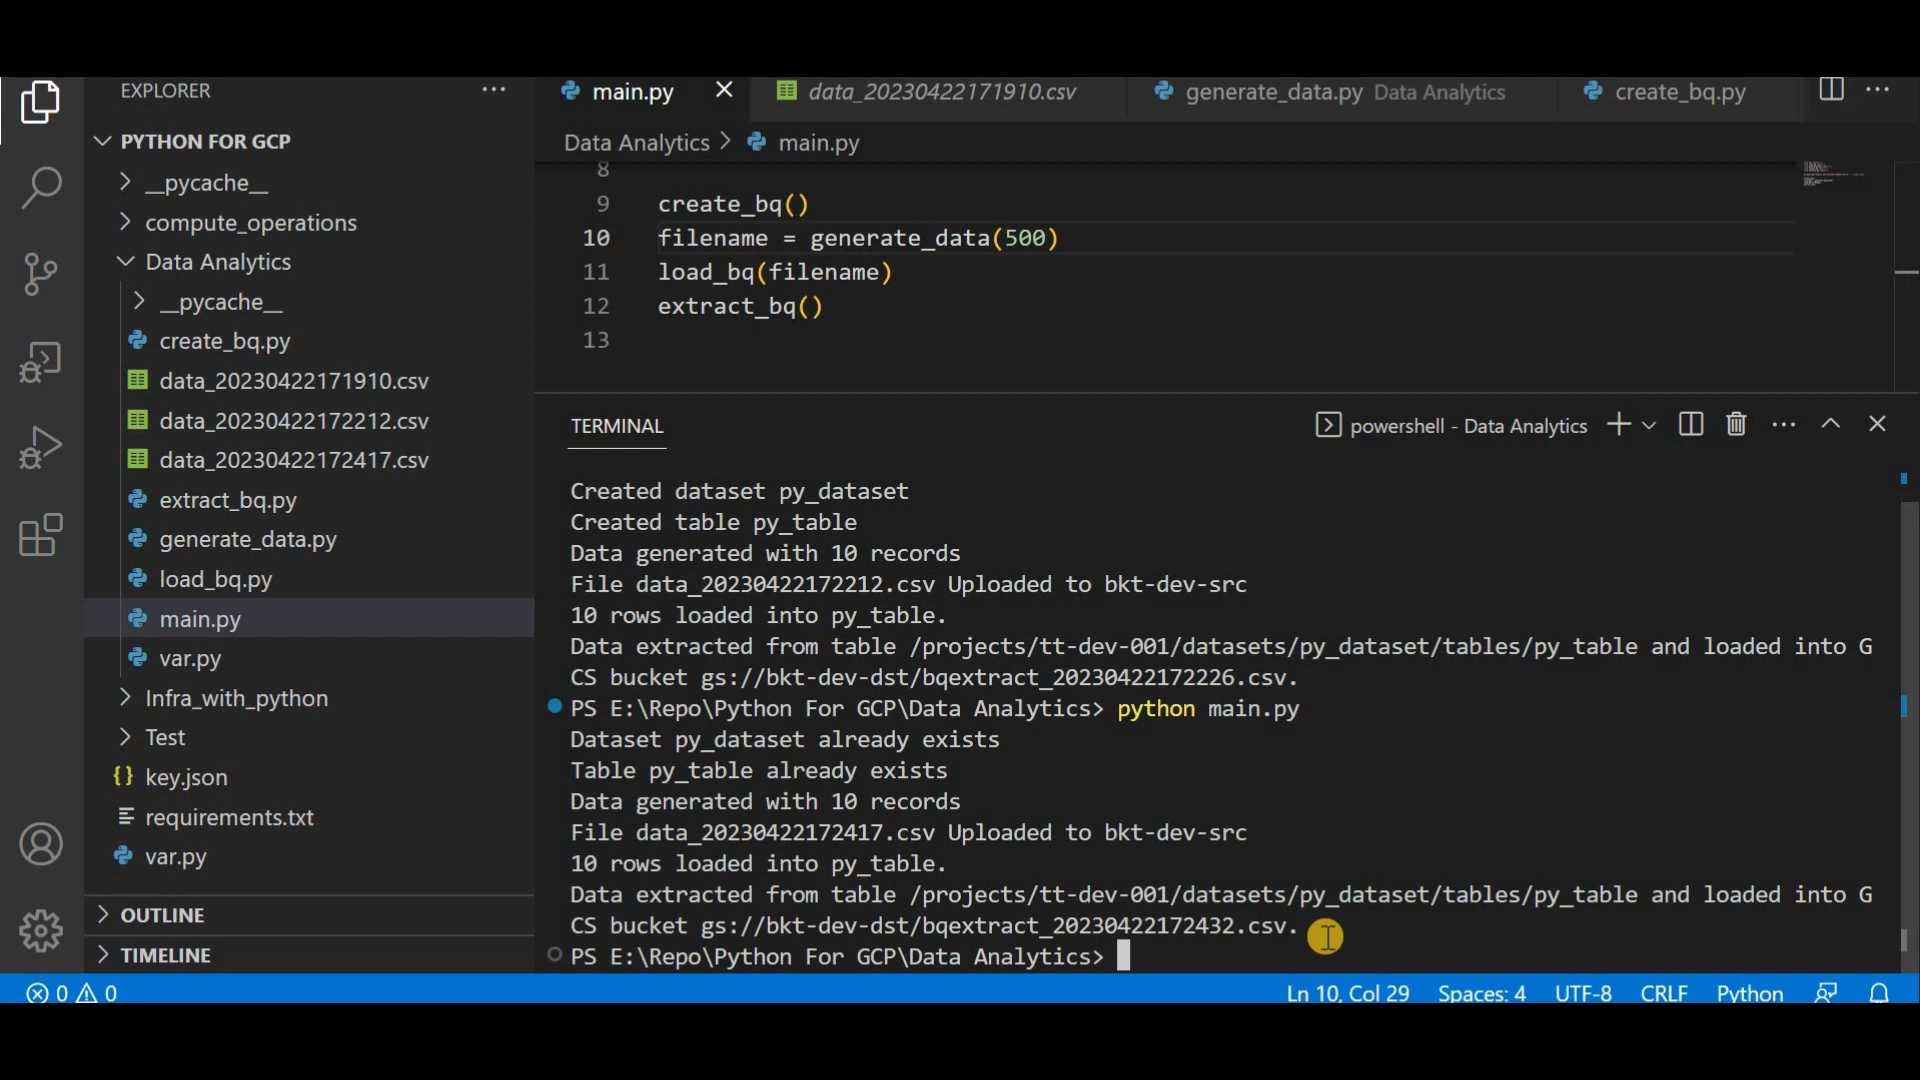 EXPLORER
PYTHON FOR GCP
__pycache__
compute_operations
Data Analytics
__pycache__
create_bq.py
data_20230422171910.csv
data_20230422172212.csv
data_20230422172417.csv
extract_bq.py
generate_data.py
load_bq.py
main.py
var.py
Infra_with_python
Test
key.json
requirements.txt
var.py
OUTLINE
TIMELINE
main.py data_20230422171910.csv generate_data.py Data Analytics create_bq.py
Data Analytics > main.py
8
9 create_bq()
10 filename = generate_data(500)
11 load_bq(filename)
12 extract_bq()
13
TERMINAL powershell - Data Analytics
Created dataset py_dataset
Created table py_table
Data generated with 10 records
File data_20230422172212.csv Uploaded to bkt-dev-src
10 rows loaded into py_table.
Data extracted from table /projects/tt-dev-001/datasets/py_dataset/tables/py_table and loaded into G
CS bucket gs://bkt-dev-dst/bqextract_20230422172226.csv.
PS E:\Repo\Python For GCP\Data Analytics> python main.py
Dataset py_dataset already exists
Table py_table already exists
Data generated with 10 records
File data_20230422172417.csv Uploaded to bkt-dev-src
10 rows loaded into py_table.
Data extracted from table /projects/tt-dev-001/datasets/py_dataset/tables/py_table and loaded into G
CS bucket gs://bkt-dev-dst/bqextract_20230422172432.csv.
PS E:\Repo\Python For GCP\Data Analytics>
0 0 Ln 10, Col 29 Spaces: 4 UTF-8 CRLF Python